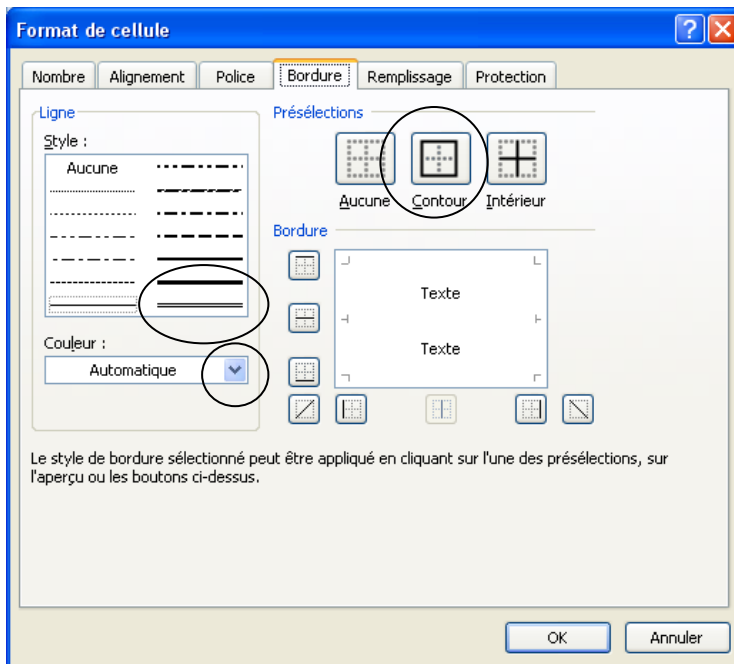 Format de cellule
Nombre Alignement Police Bordure Remplissage Protection
Ligne
Style :
Aucune
Couleur :
Automatique
Présélections
Aucune Contour Intérieur
Bordure
Texte
Texte
Le style de bordure sélectionné peut être appliqué en cliquant sur l'une des présélections, sur
l'aperçu ou les boutons ci-dessus.
OK Annuler